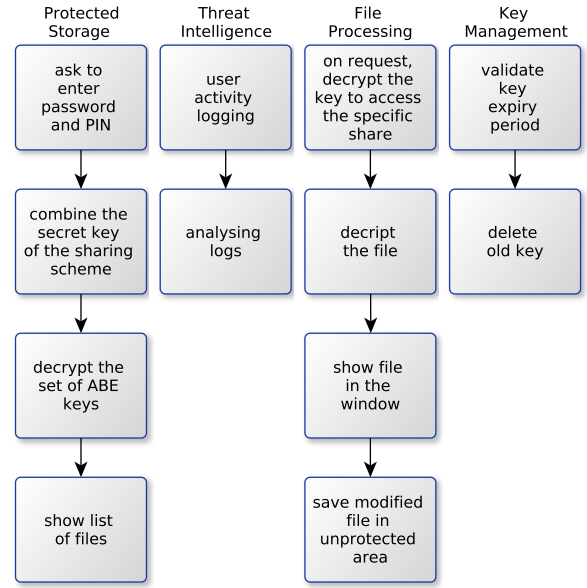 Protected
Storage
ask to
enter
password
and PIN
combine the
secret key
of the sharing
scheme
decrypt the
set of ABE
keys
show list
of files
Threat
Intelligence
user
activity
logging
analysing
logs
File
Processing
on request,
decrypt the
key to access
the specific
share
decript
the file
show file
in the
window
save modified
file in
unprotected
area
Key
Management
validate
key
expiry
period
delete
old key